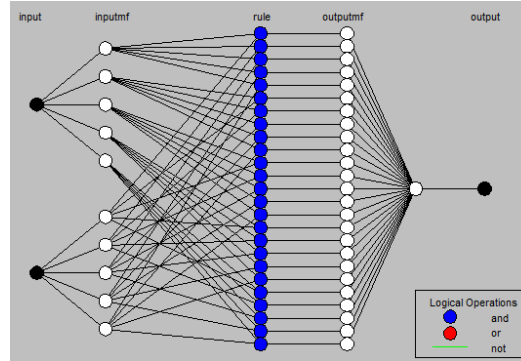 input inputmf rule outputmf output
Logical Operations
and
or
not